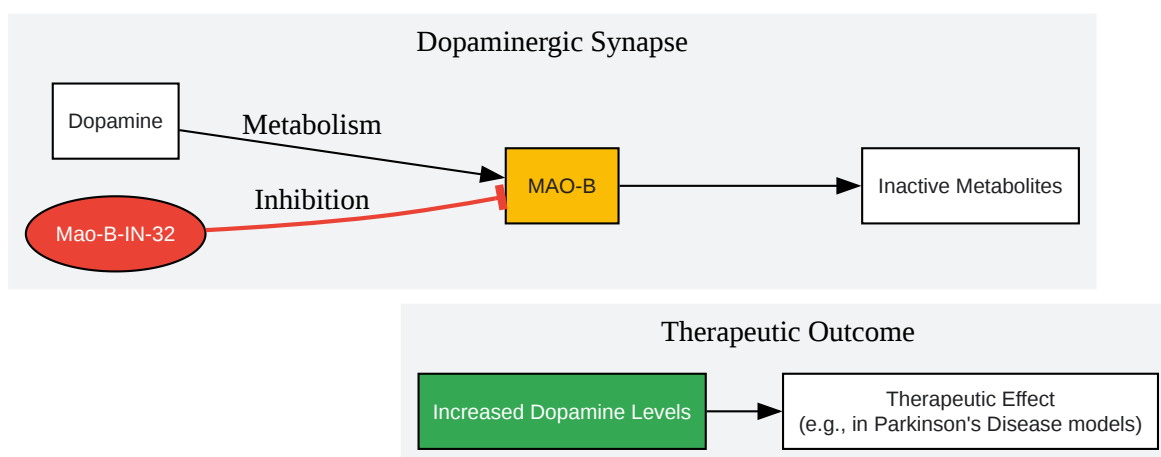 Dopaminergic Synapse
Dopamine
Metabolism
Inhibition
Mao-B-IN-32
MAO-B
Inactive Metabolites
Therapeutic Outcome
Increased Dopamine Levels
Therapeutic Effect
(e.g., in Parkinson's Disease models)